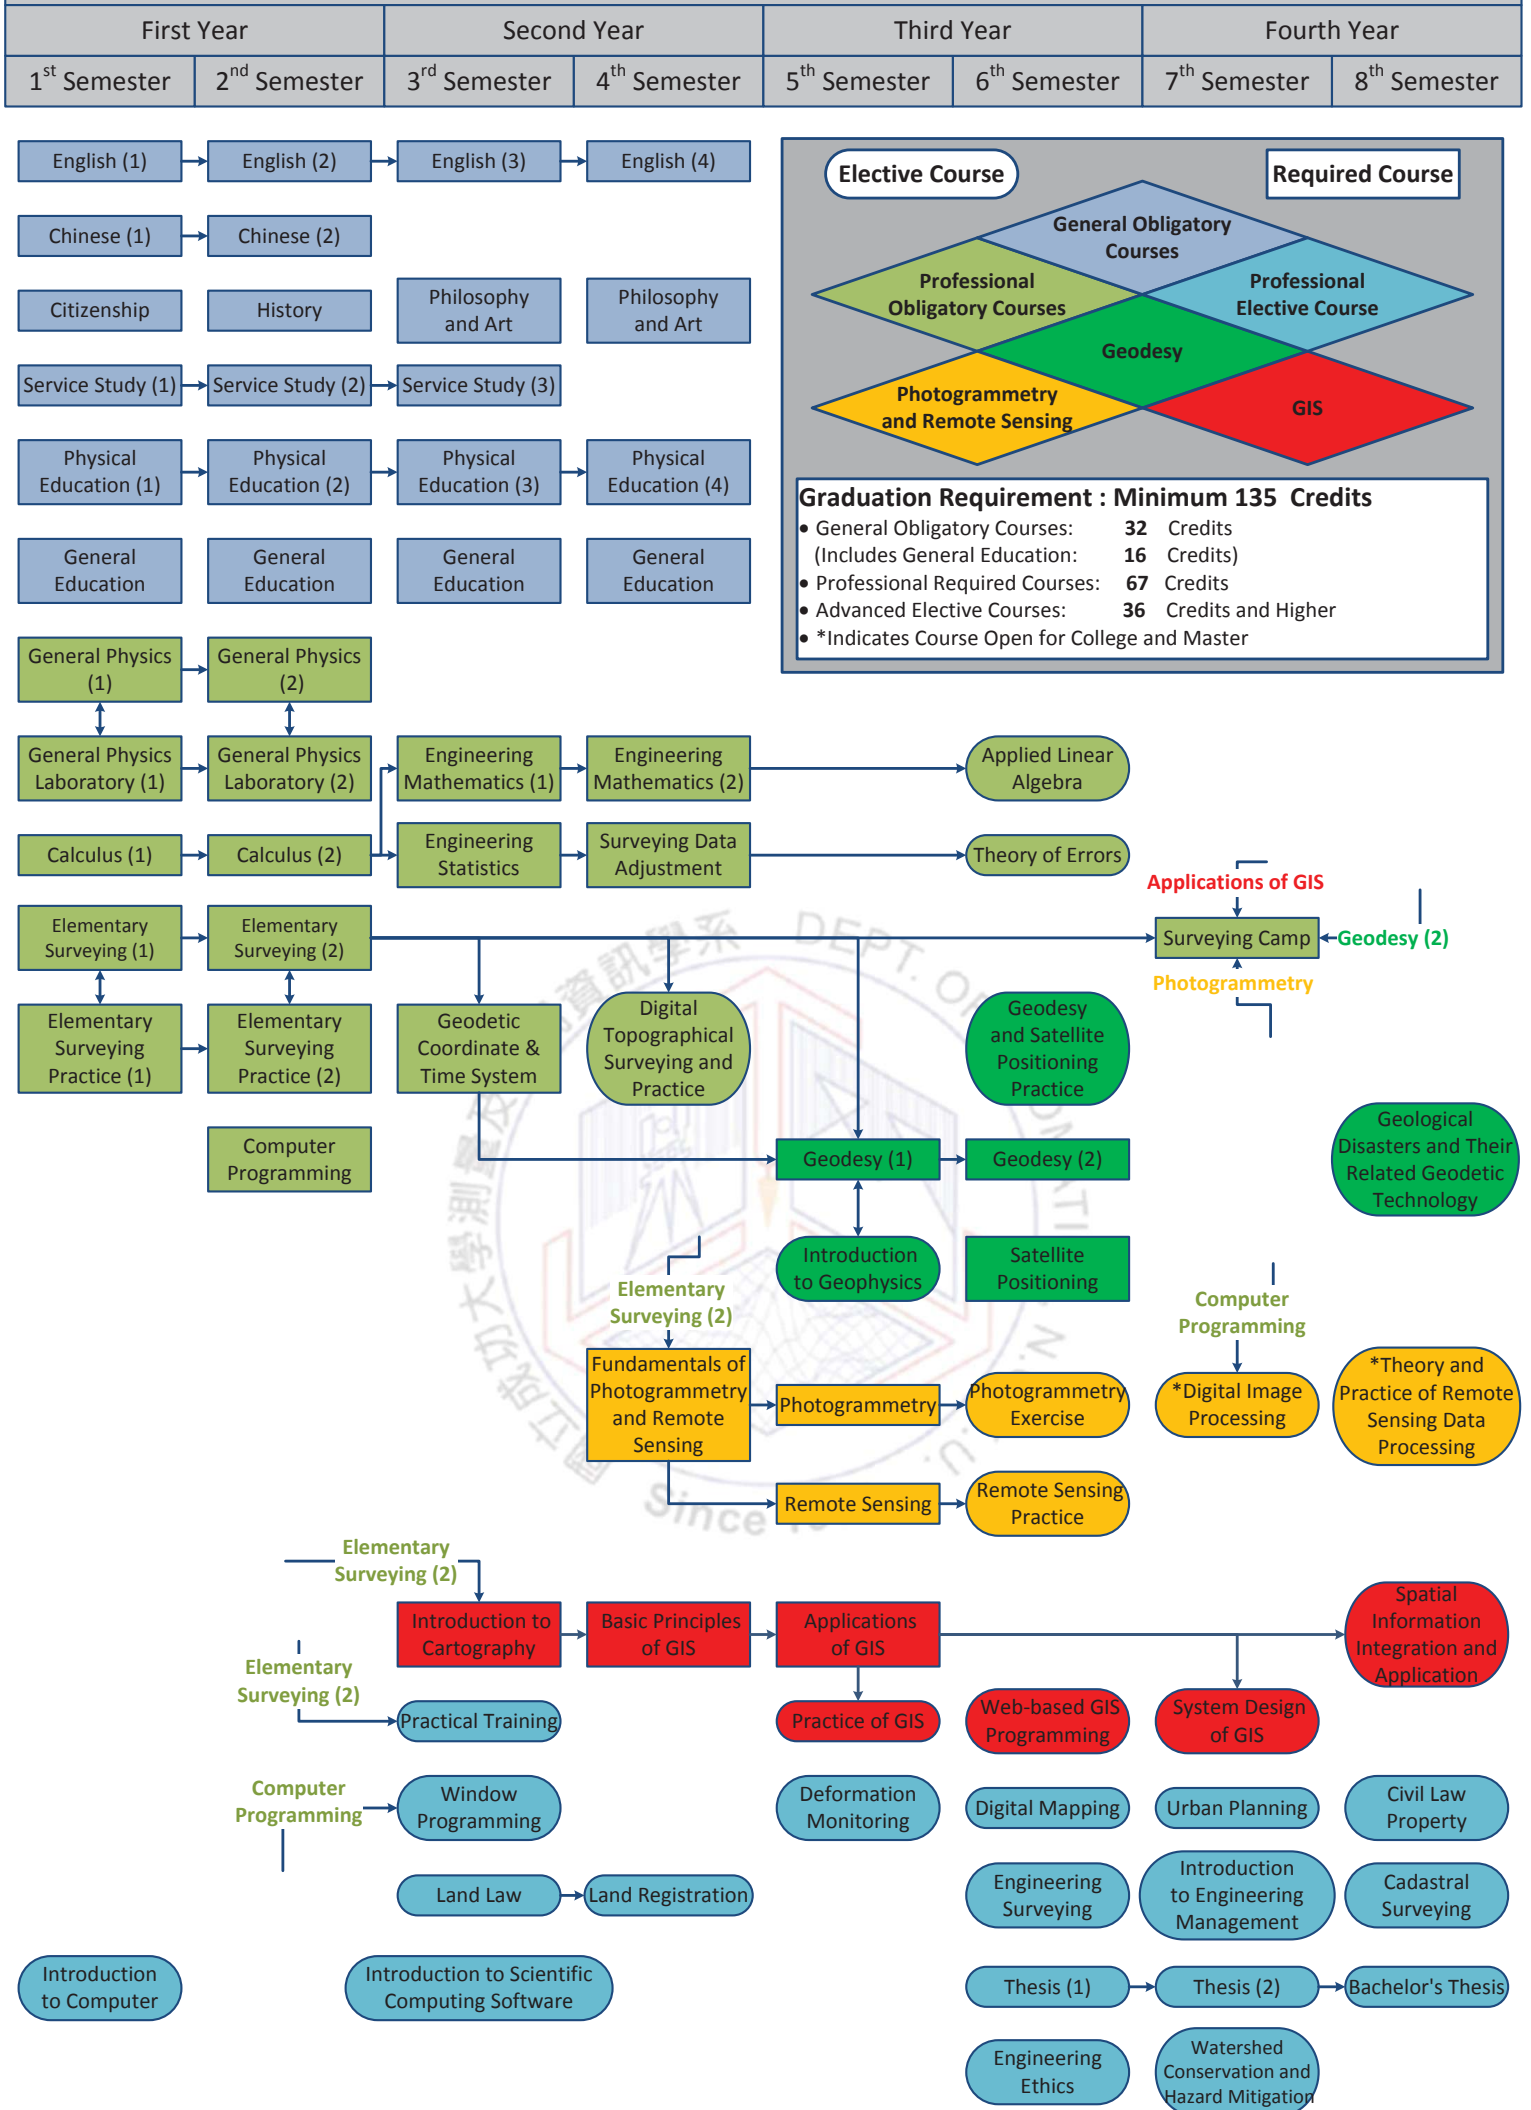 First Year
Second Year
Third Year
Fourth Year
1st Semester
2nd Semester
3rd Semester
4th Semester
5th Semester
6th Semester
7th Semester
8th Semester
English (1)
English (2)
English (3)
English (4)
Chinese (1)
Chinese (2)
Citizenship
History
Philosophy
and Art
Philosophy
and Art
Service Study (1)
Service Study (2)
Service Study (3)
Physical
Education (1)
Physical
Education (2)
Physical
Education (3)
Physical
Education (4)
General
Education
General
Education
General
Education
General
Education
Elective Course
Required Course
General Obligatory
Courses
Professional
Obligatory Courses
Professional
Elective Course
Geodesy
Photogrammetry
and Remote Sensing
GIS
Graduation Requirement : Minimum 135 Credits
• General Obligatory Courses: 32 Credits
(Includes General Education: 16 Credits)
• Professional Required Courses: 67 Credits
• Advanced Elective Courses: 36 Credits and Higher
• *Indicates Course Open for College and Master
General Physics
(1)
General Physics
(2)
General Physics
Laboratory (1)
General Physics
Laboratory (2)
Engineering
Mathematics (1)
Engineering
Mathematics (2)
Applied Linear
Algebra
Calculus (1)
Calculus (2)
Engineering
Statistics
Surveying Data
Adjustment
Theory of Errors
Applications of GIS
Elementary
Surveying (1)
Elementary
Surveying (2)
Surveying Camp
Geodesy (2)
Photogrammetry
Elementary
Surveying
Practice (1)
Elementary
Surveying
Practice (2)
Geodetic
Coordinate &
Time System
Digital
Topographical
Surveying and
Practice
Geodesy
and Satellite
Positioning
Practice
Computer
Programming
Geodesy (1)
Geodesy (2)
Geological
Disasters and Their
Related Geodetic
Technology
Introduction
to Geophysics
Satellite
Positioning
Elementary
Surveying (2)
Computer
Programming
Fundamentals of
Photogrammetry
and Remote
Sensing
Photogrammetry
Photogrammetry
Exercise
*Digital Image
Processing
*Theory and
Practice of Remote
Sensing Data
Processing
Remote Sensing
Remote Sensing
Practice
Elementary
Surveying (2)
Introduction to
Cartography
Basic Principles
of GIS
Applications
of GIS
Spatial
Information
Integration and
Application
Elementary
Surveying (2)
Practical Training
Practice of GIS
Web-based GIS
Programming
System Design
of GIS
Computer
Programming
Window
Programming
Deformation
Monitoring
Digital Mapping
Urban Planning
Civil Law
Property
Land Law
Land Registration
Engineering
Surveying
Introduction
to Engineering
Management
Cadastral
Surveying
Introduction
to Computer
Introduction to Scientific
Computing Software
Thesis (1)
Thesis (2)
Bachelor's Thesis
Engineering
Ethics
Watershed
Conservation and
Hazard Mitigation
國立成功大學測量及
資訊學系
DEPT. O
Since